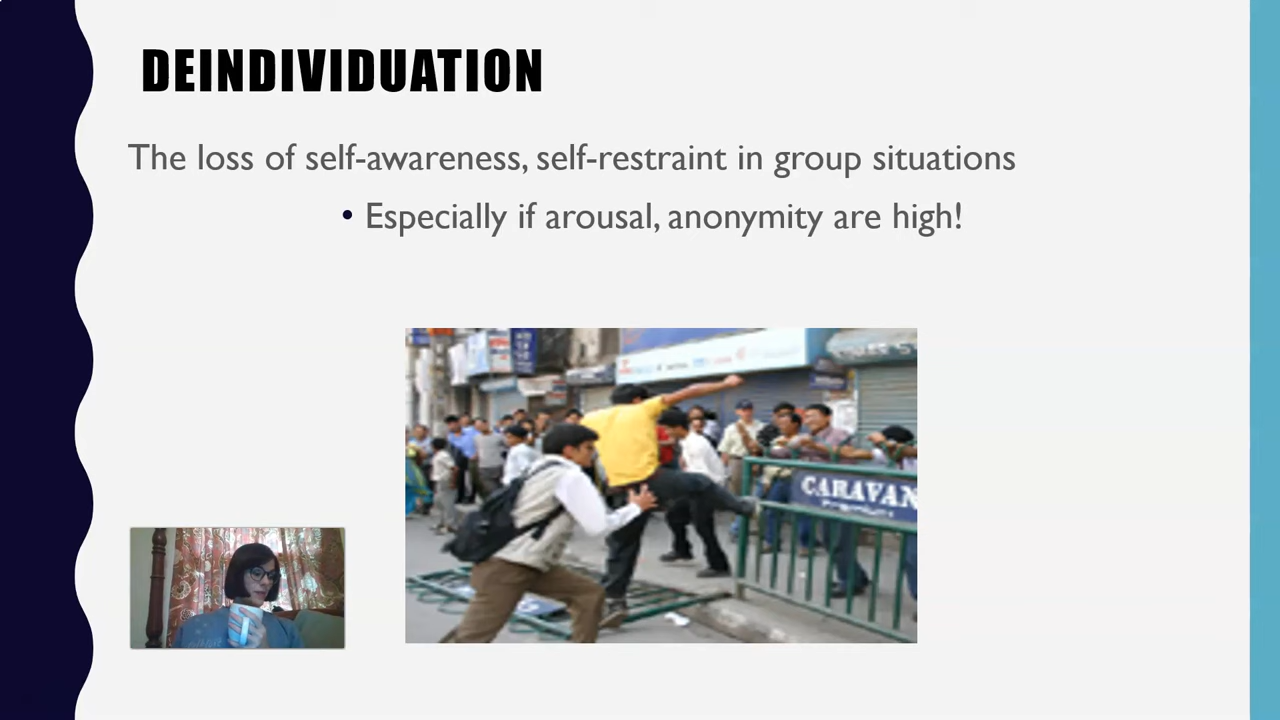 DEINDIVIDUATION
The loss of self-awareness, self-restraint in group situations
• Especially if arousal, anonymity are high!
CARAVAN